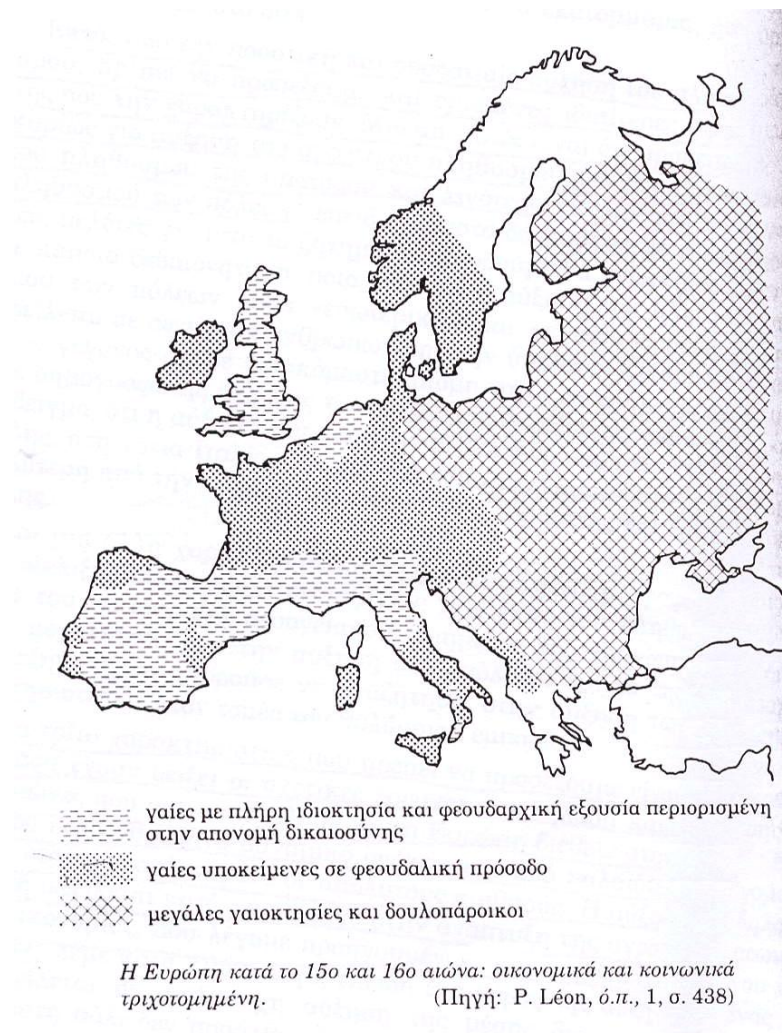 γαίες με πλήρη ιδιοκτησία και φεουδαρχική εξουσία περιορισμένη
στην απονομή δικαιοσύνης
γαίες υποκείμενες σε φεουδαλική πρόσοδο
μεγάλες γαιοκτησίες και δουλοπάροικοι
Η Ευρώπη κατά το 15ο και 16ο αιώνα: οικονομικά και κοινωνικά
τριχοτομημένη. (Πηγή: P. Léon, ό.π., 1, σ. 438)